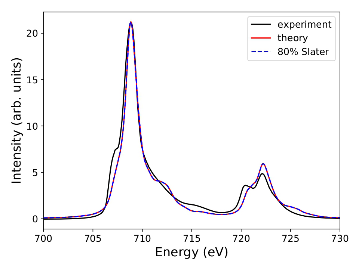 experiment
theory
80% Slater
Intensity (arb. units)
20
15
10
5
0
700
705
710
715
720
725
730
Energy (eV)